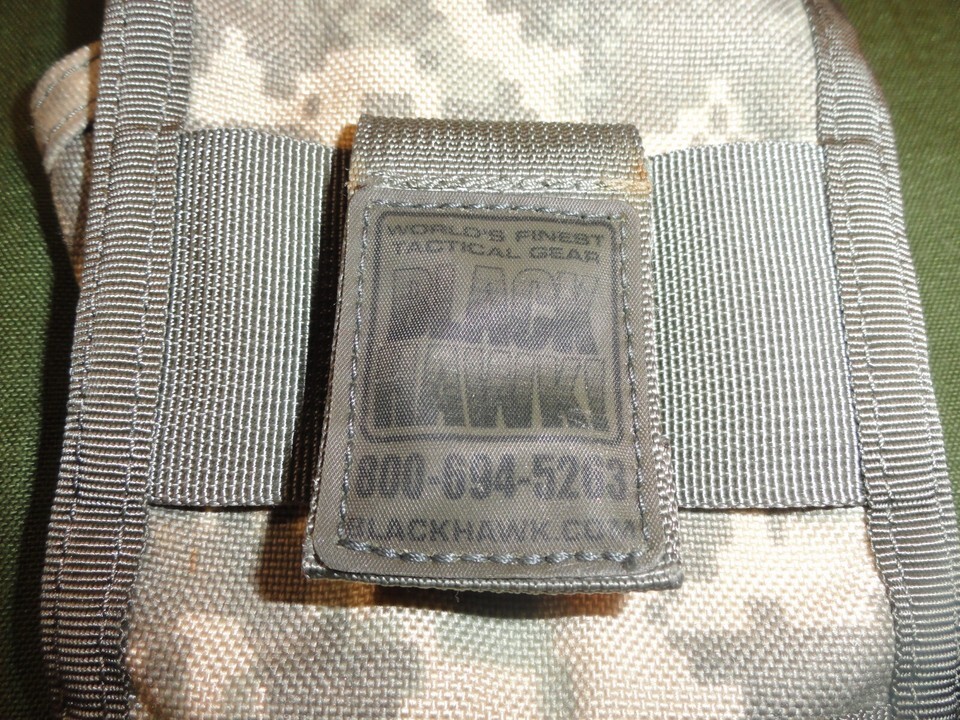 WORLD'S FINEST
TACTICAL GEAR
BLACK
HAWK!
800-694-5263
BLACKHAWK.COM